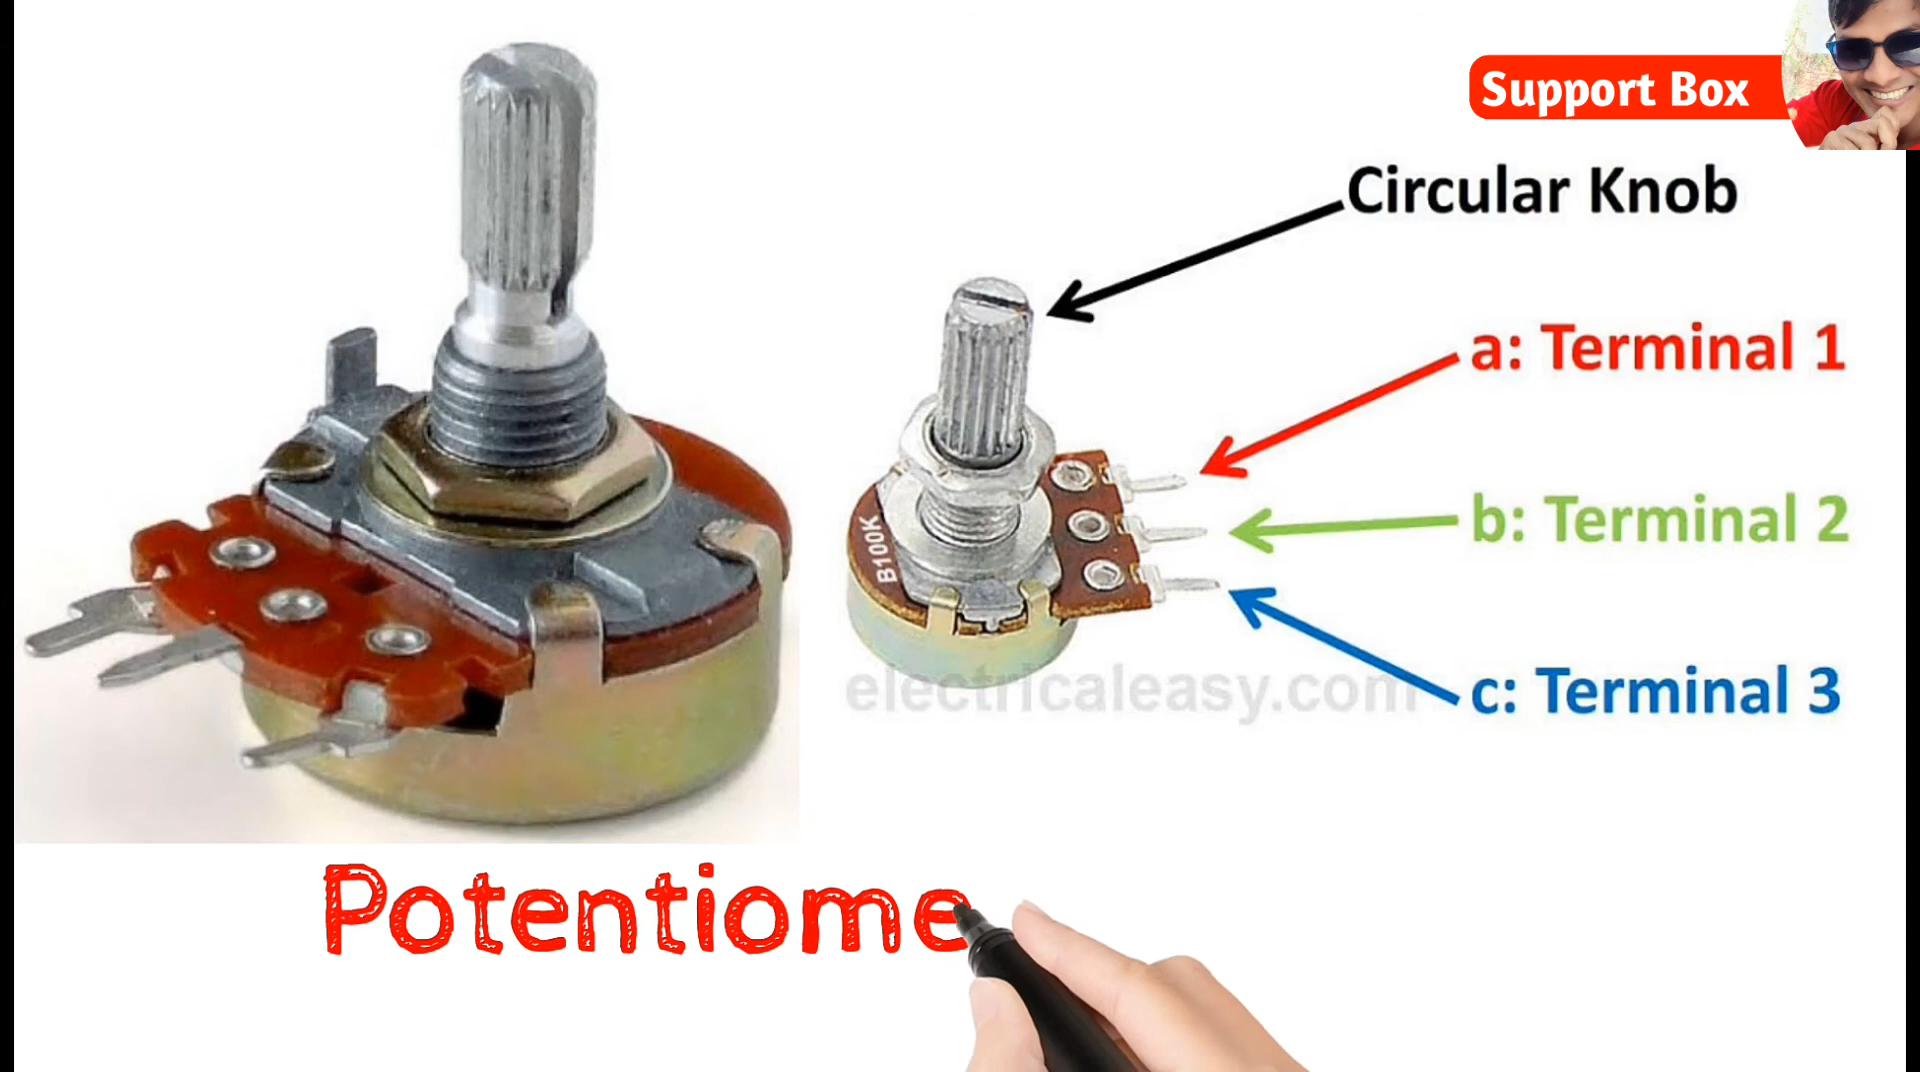 Support Box
Circular Knob
a: Terminal 1
b: Terminal 2
B100K
c: Terminal 3
electricaleasy.com
Potentiome